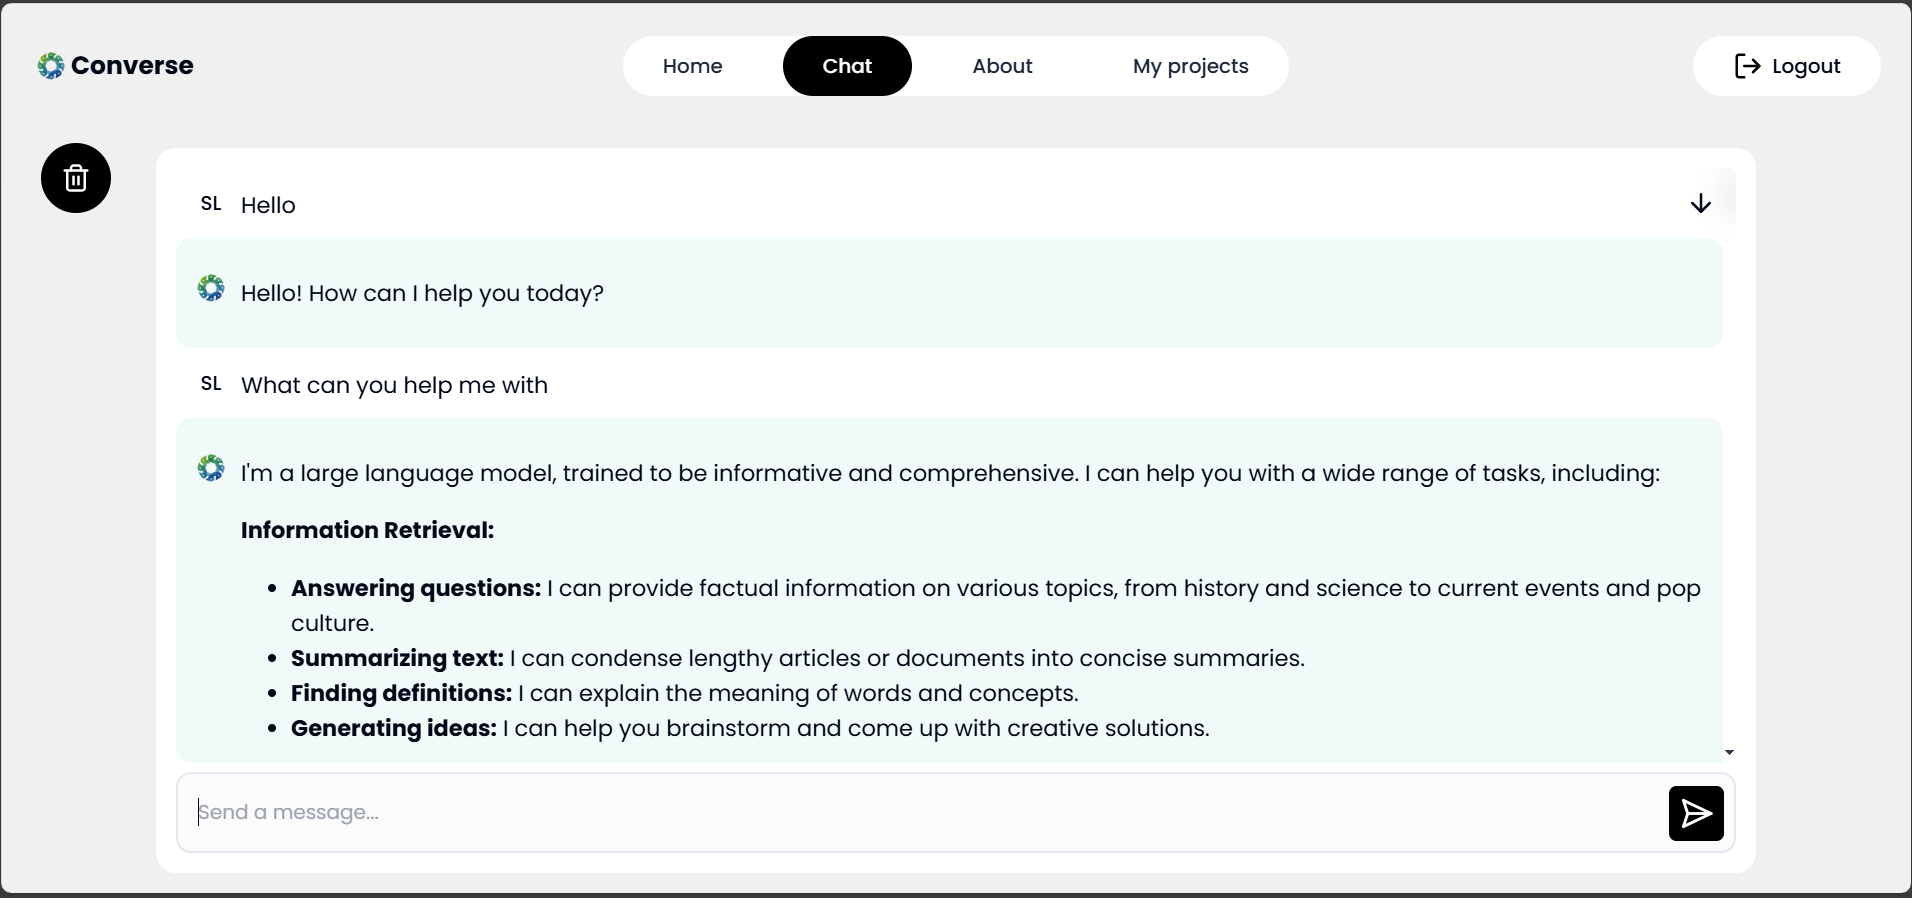 Converse
Home
Chat
About
My projects
Logout
SL
Hello
Hello! How can I help you today?
SL
What can you help me with
I'm a large language model, trained to be informative and comprehensive. I can help you with a wide range of tasks, including:
Information Retrieval:
• Answering questions: I can provide factual information on various topics, from history and science to current events and pop
culture.
• Summarizing text: I can condense lengthy articles or documents into concise summaries.
• Finding definitions: I can explain the meaning of words and concepts.
• Generating ideas: I can help you brainstorm and come up with creative solutions.
Send a message...